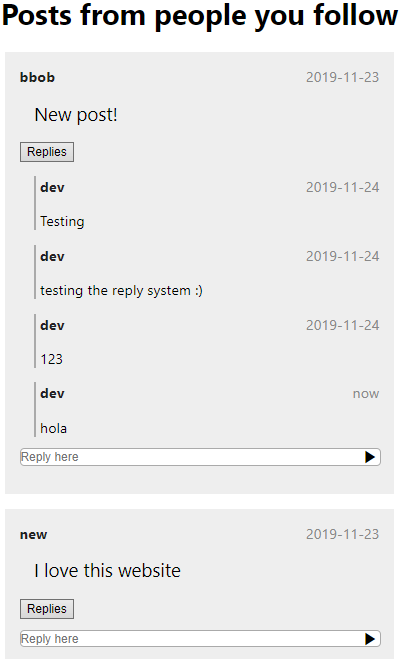 Posts from people you follow
bbob 2019-11-23
New post!
Replies
dev 2019-11-24
Testing
dev 2019-11-24
testing the reply system :)
dev 2019-11-24
123
dev now
hola
Reply here
new 2019-11-23
I love this website
Replies
Reply here